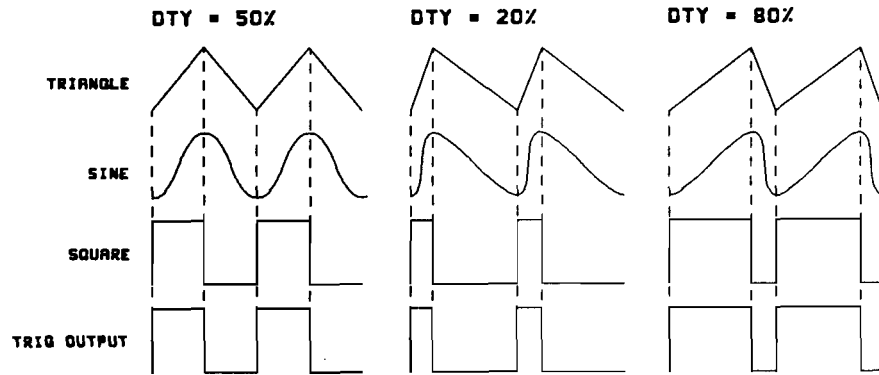 DTY = 50% DTY = 20% DTY = 80%
TRIANGLE
SINE
SQUARE
TRIG OUTPUT